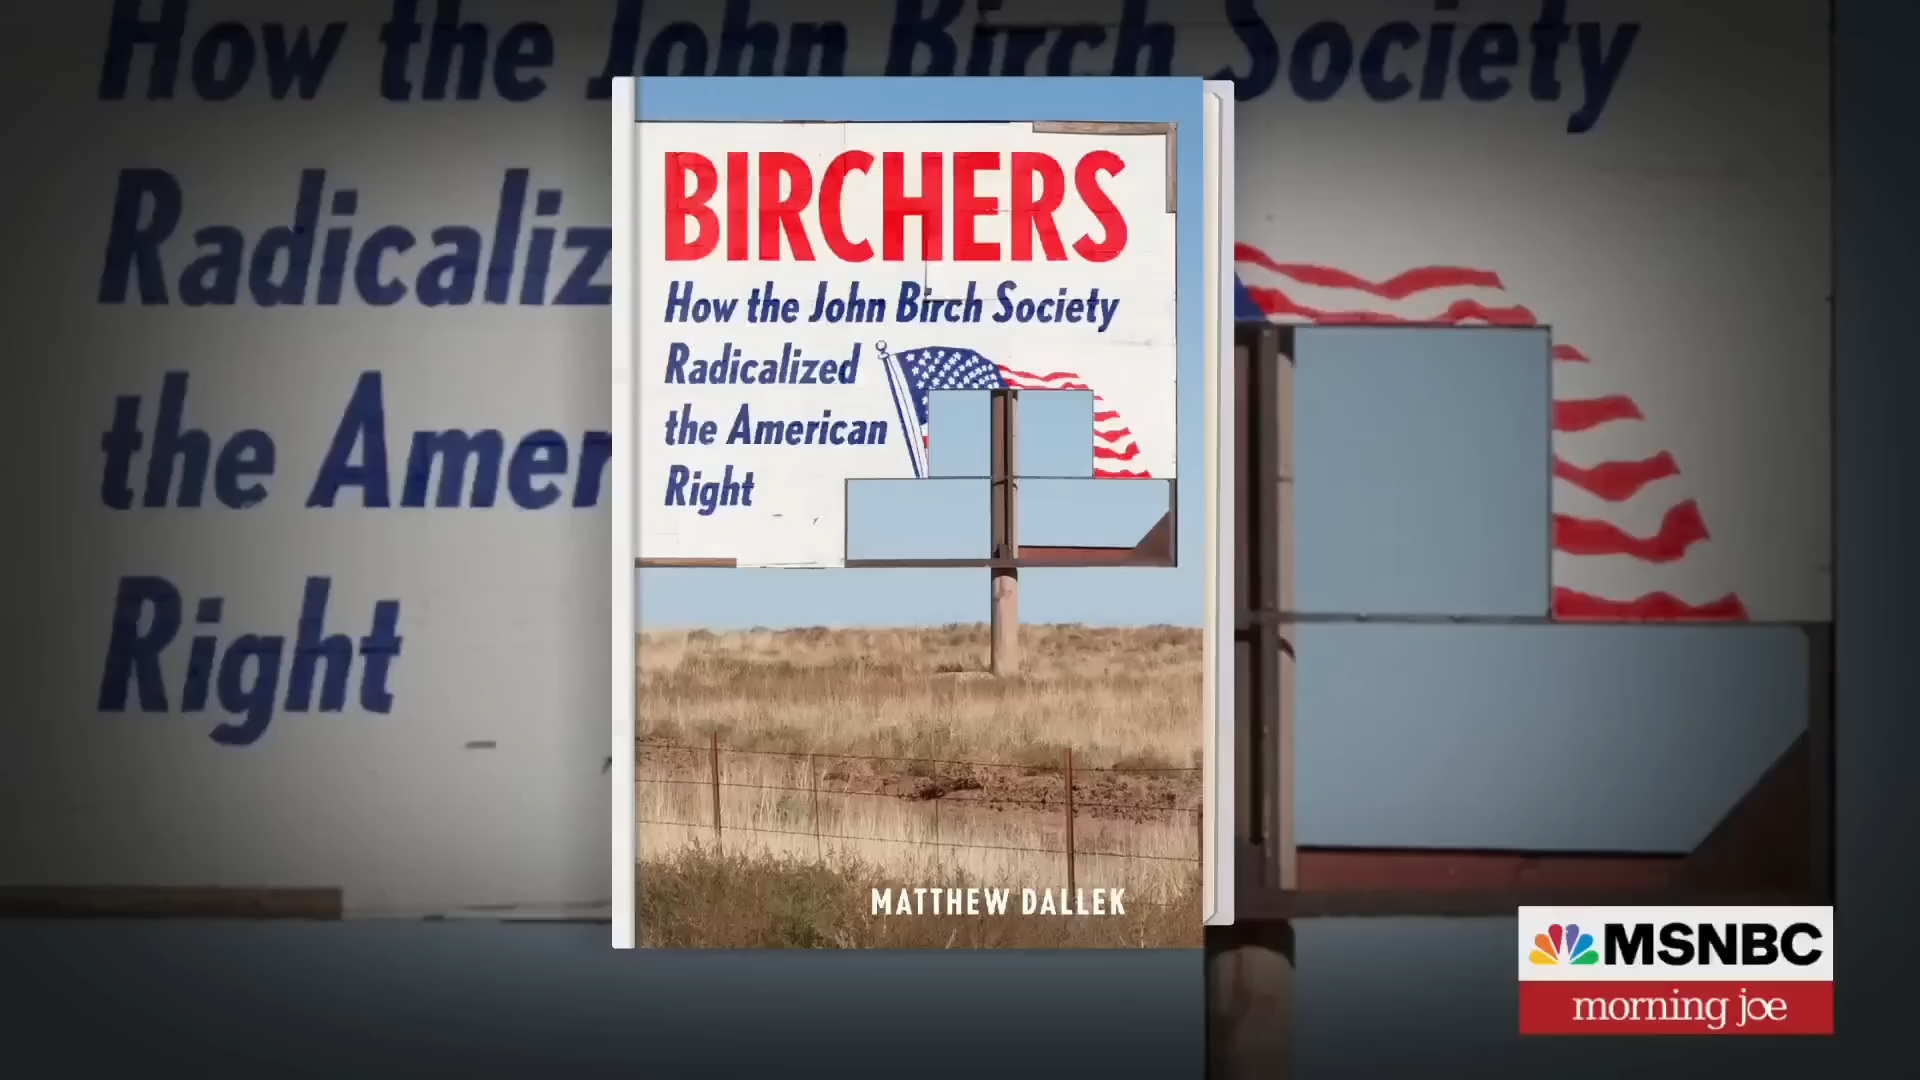 How the John Birch Society
Radicaliz
the Amer
Right
BIRCHERS
How the John Birch Society
Radicalized
the American
Right
MATTHEW DALLEK
MSNBC
morning joe